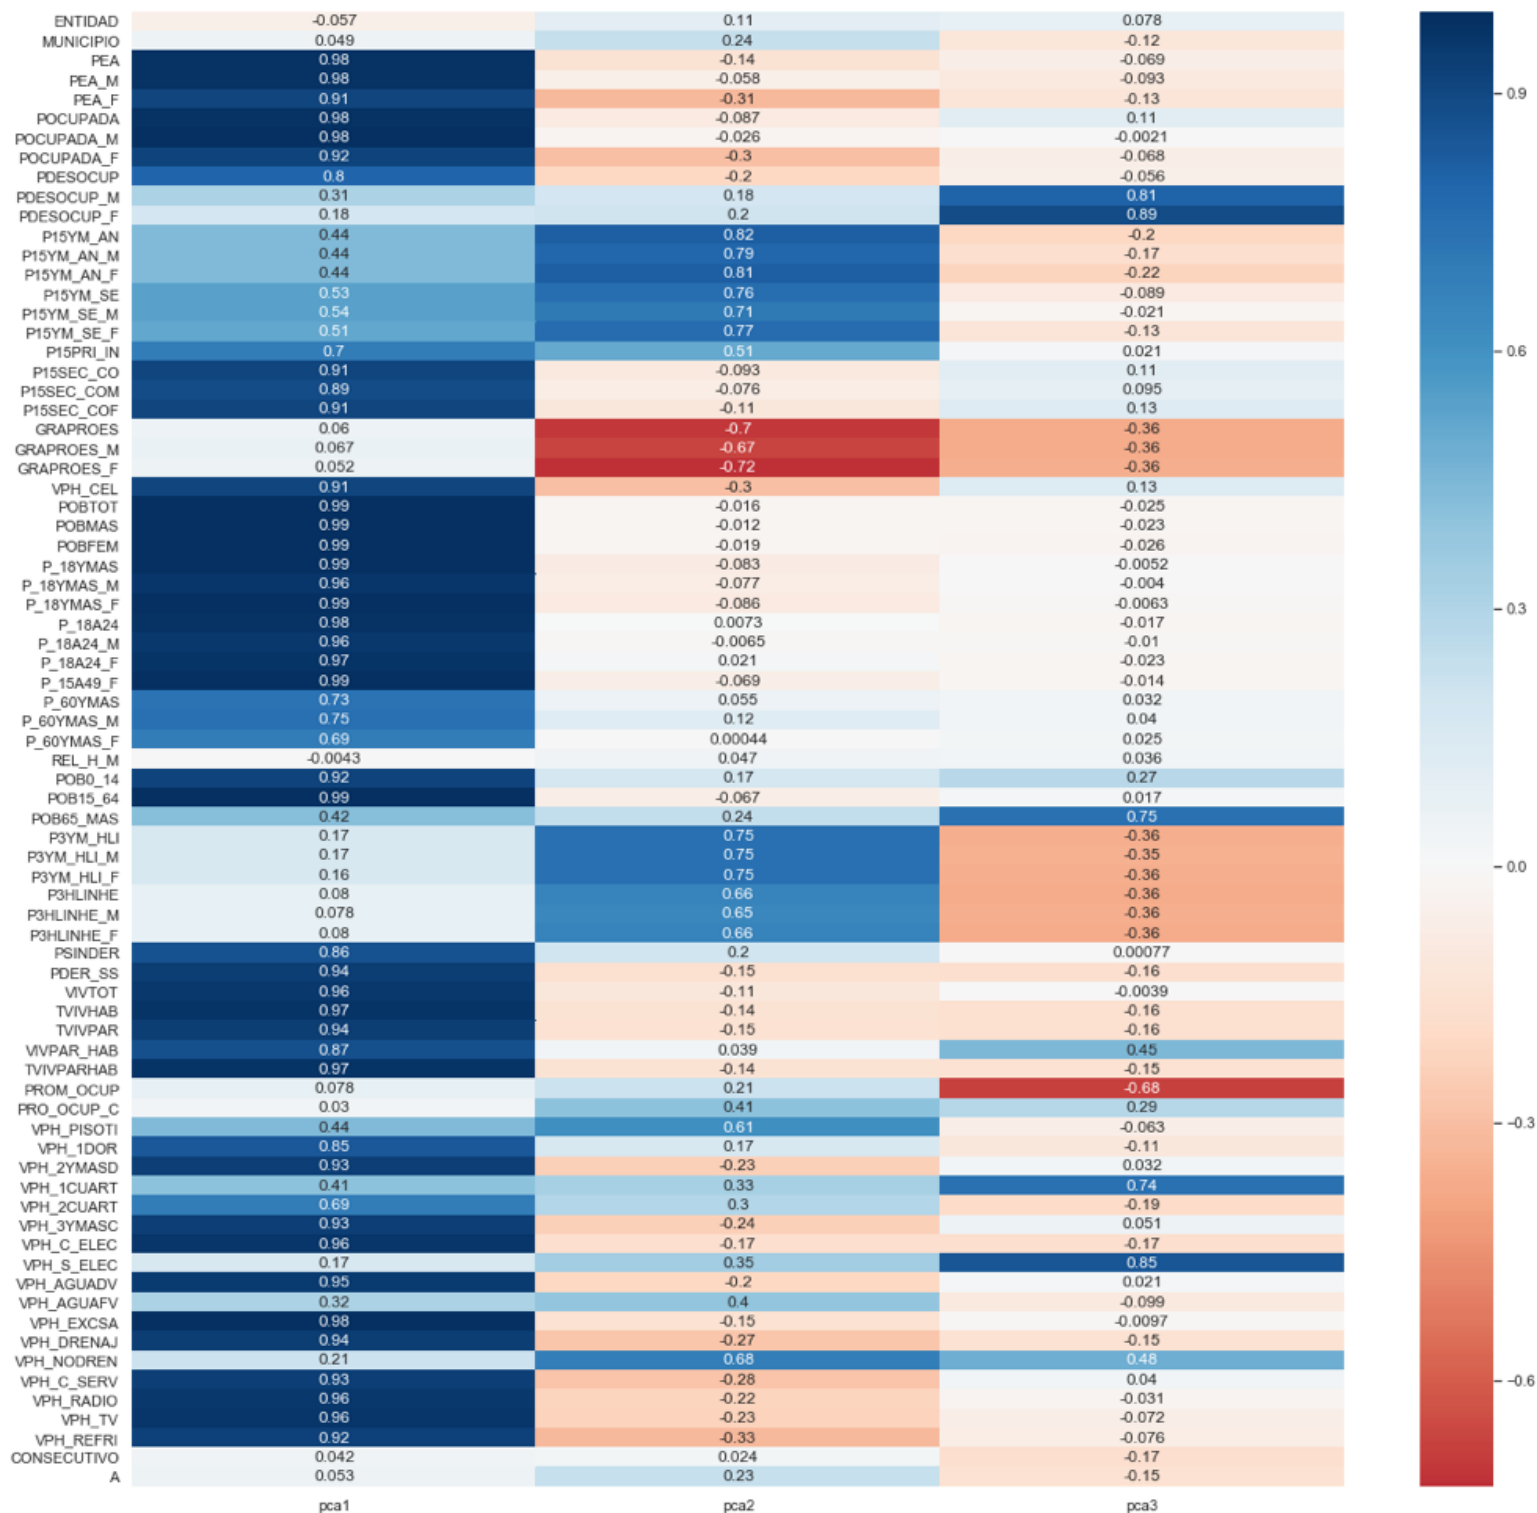 ENTIDAD -0.057 0.11 0.078
MUNICIPIO 0.049 0.24 -0.12
PEA 0.98 -0.14 -0.069
PEA_M 0.98 -0.058 -0.093
PEA_F 0.91 -0.31 -0.13
POCUPADA 0.98 -0.087 0.11
POCUPADA_M 0.98 -0.026 -0.0021
POCUPADA_F 0.92 -0.3 -0.068
PDESOCUP 0.8 -0.2 -0.056
PDESOCUP_M 0.31 0.18 0.81
PDESOCUP_F 0.18 0.2 0.89
P15YM_AN 0.44 0.82 -0.2
P15YM_AN_M 0.44 0.79 -0.17
P15YM_AN_F 0.44 0.81 -0.22
P15YM_SE 0.53 0.76 -0.089
P15YM_SE_M 0.54 0.71 -0.021
P15YM_SE_F 0.51 0.77 -0.13
P15PRI_IN 0.7 0.51 0.021
P15SEC_CO 0.91 -0.093 0.11
P15SEC_COM 0.89 -0.076 0.095
P15SEC_COF 0.91 -0.11 0.13
GRAPROES 0.06 -0.7 -0.36
GRAPROES_M 0.067 -0.67 -0.36
GRAPROES_F 0.052 -0.72 -0.36
VPH_CEL 0.91 -0.3 0.13
POBTOT 0.99 -0.016 -0.025
POBMAS 0.99 -0.012 -0.023
POBFEM 0.99 -0.019 -0.026
P_18YMAS 0.99 -0.083 -0.0052
P_18YMAS_M 0.96 -0.077 -0.004
P_18YMAS_F 0.99 -0.086 -0.0063
P_18A24 0.98 0.0073 -0.017
P_18A24_M 0.96 -0.0065 -0.01
P_18A24_F 0.97 0.021 -0.023
P_15A49_F 0.99 -0.069 -0.014
P_60YMAS 0.73 0.055 0.032
P_60YMAS_M 0.75 0.12 0.04
P_60YMAS_F 0.69 0.00044 0.025
REL_H_M -0.0043 0.047 0.036
POB0_14 0.92 0.17 0.27
POB15_64 0.99 -0.067 0.017
POB65_MAS 0.42 0.24 0.75
P3YM_HLI 0.17 0.75 -0.36
P3YM_HLI_M 0.17 0.75 -0.35
P3YM_HLI_F 0.16 0.75 -0.36
P3HLINHE 0.08 0.66 -0.36
P3HLINHE_M 0.078 0.65 -0.36
P3HLINHE_F 0.08 0.66 -0.36
PSINDER 0.86 0.2 0.00077
PDER_SS 0.94 -0.15 -0.16
VIVTOT 0.96 -0.11 -0.0039
TVIVHAB 0.97 -0.14 -0.16
TVIVPAR 0.94 -0.15 -0.16
VIVPAR_HAB 0.87 0.039 0.45
TVIVPARHAB 0.97 -0.14 -0.15
PROM_OCUP 0.078 0.21 -0.68
PRO_OCUP_C 0.03 0.41 0.29
VPH_PISOTI 0.44 0.61 -0.063
VPH_1DOR 0.85 0.17 -0.11
VPH_2YMASD 0.93 -0.23 0.032
VPH_1CUART 0.41 0.33 0.74
VPH_2CUART 0.69 0.3 -0.19
VPH_3YMASC 0.93 -0.24 0.051
VPH_C_ELEC 0.96 -0.17 -0.17
VPH_S_ELEC 0.17 0.35 0.85
VPH_AGUADV 0.95 -0.2 0.021
VPH_AGUAFV 0.32 0.4 -0.099
VPH_EXCSA 0.98 -0.15 -0.0097
VPH_DRENAJ 0.94 -0.27 -0.15
VPH_NODREN 0.21 0.68 0.48
VPH_C_SERV 0.93 -0.28 0.04
VPH_RADIO 0.96 -0.22 -0.031
VPH_TV 0.96 -0.23 -0.072
VPH_REFRI 0.92 -0.33 -0.076
CONSECUTIVO 0.042 0.024 -0.17
A 0.053 0.23 -0.15
pca1 pca2 pca3
0.9
0.6
0.3
0.0
-0.3
-0.6